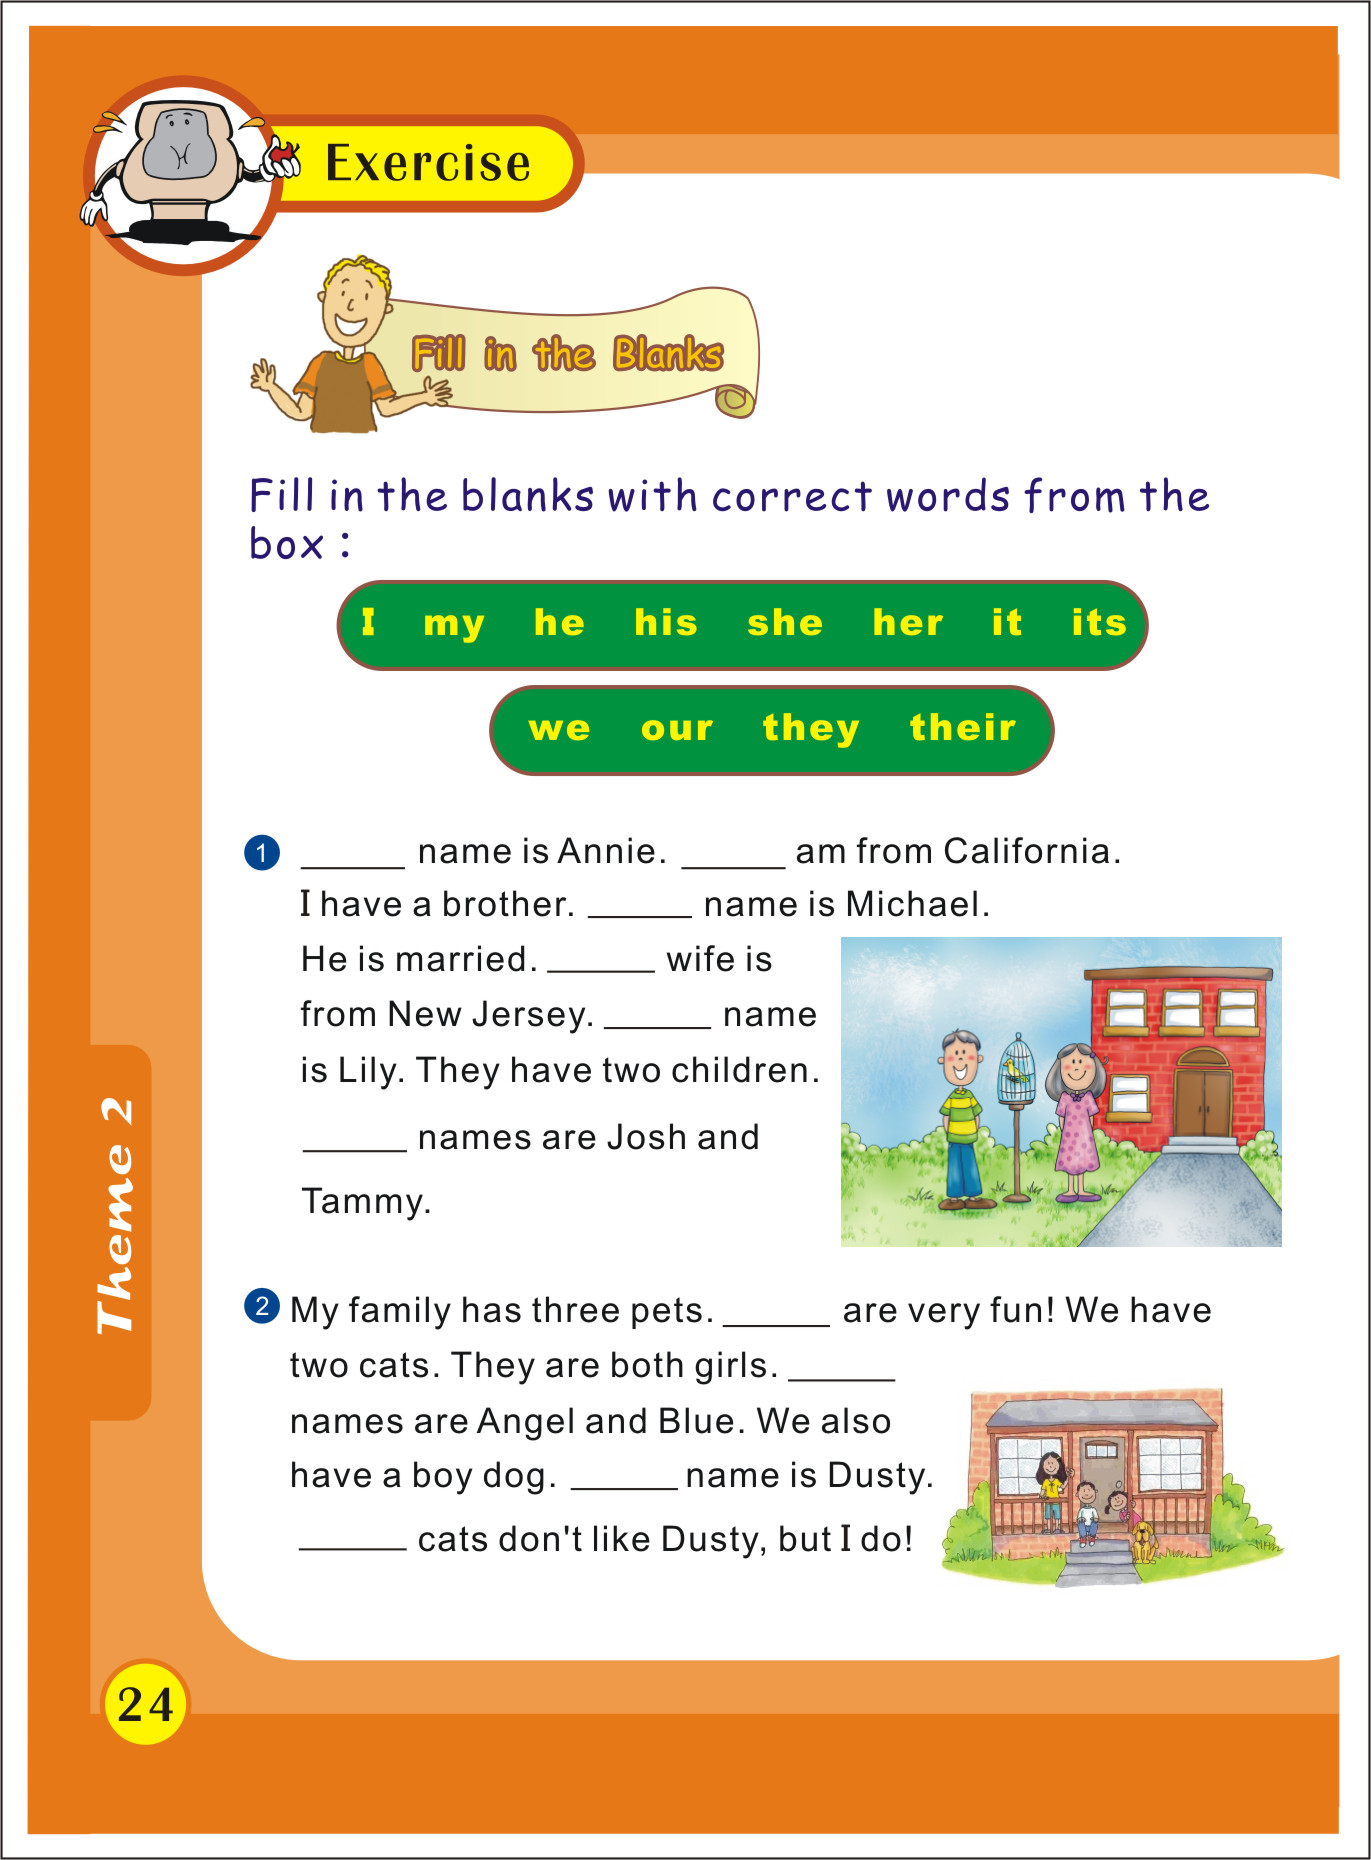 Exercise
Fill in the Blanks
Fill in the blanks with correct words from the
box :
I my he his she her it its
we our they their
1 ______ name is Annie. ______ am from California.
I have a brother. ______ name is Michael.
He is married. ______ wife is
from New Jersey. ______ name
is Lily. They have two children.
______ names are Josh and
Tammy.
2 My family has three pets. ______ are very fun! We have
two cats. They are both girls. ______
names are Angel and Blue. We also
have a boy dog. ______ name is Dusty.
______ cats don't like Dusty, but I do!
Theme 2
24